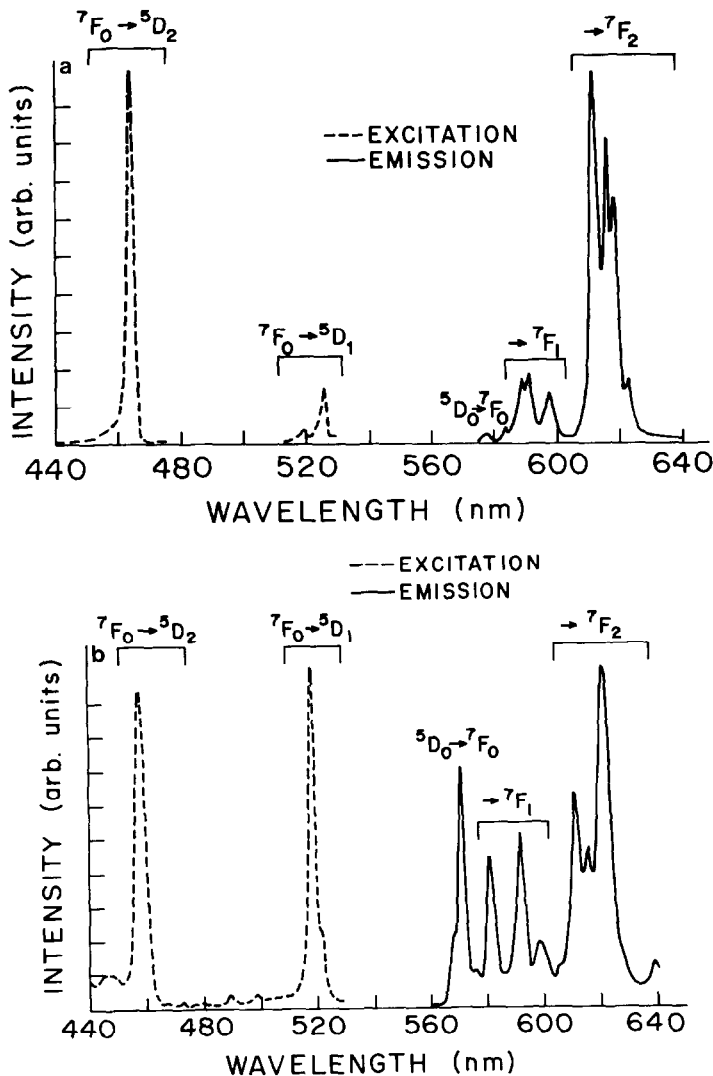 ⁷F₀→⁵D₂
→⁷F₂
a
---EXCITATION
—EMISSION
⁷F₀→⁵D₁
→⁷F₁
⁵D₀→⁷F₀
INTENSITY (arb. units)
440 480 520 560 600 640
WAVELENGTH (nm)
---EXCITATION
—EMISSION
⁷F₀→⁵D₂
⁷F₀→⁵D₁
→⁷F₂
b
⁵D₀→⁷F₀
→⁷F₁
INTENSITY (arb. units)
440 480 520 560 600 640
WAVELENGTH (nm)